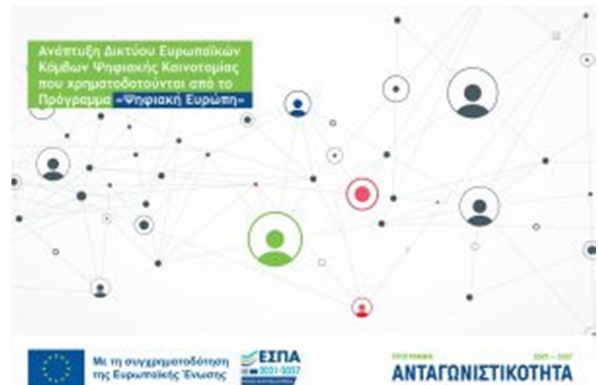 Ανάπτυξη Δικτύου Ευρωπαϊκών
Κόμβων Ψηφιακής Καινοτομίας
που χρηματοδοτούνται από το
Πρόγραμμα «Ψηφιακή Ευρώπη»
Με τη συγχρηματοδότηση
της Ευρωπαϊκής Ένωσης
ΕΣΠΑ
2021-2027
ΠΡΟΓΡΑΜΜΑ 2021 – 2027
ΑΝΤΑΓΩΝΙΣΤΙΚΟΤΗΤΑ